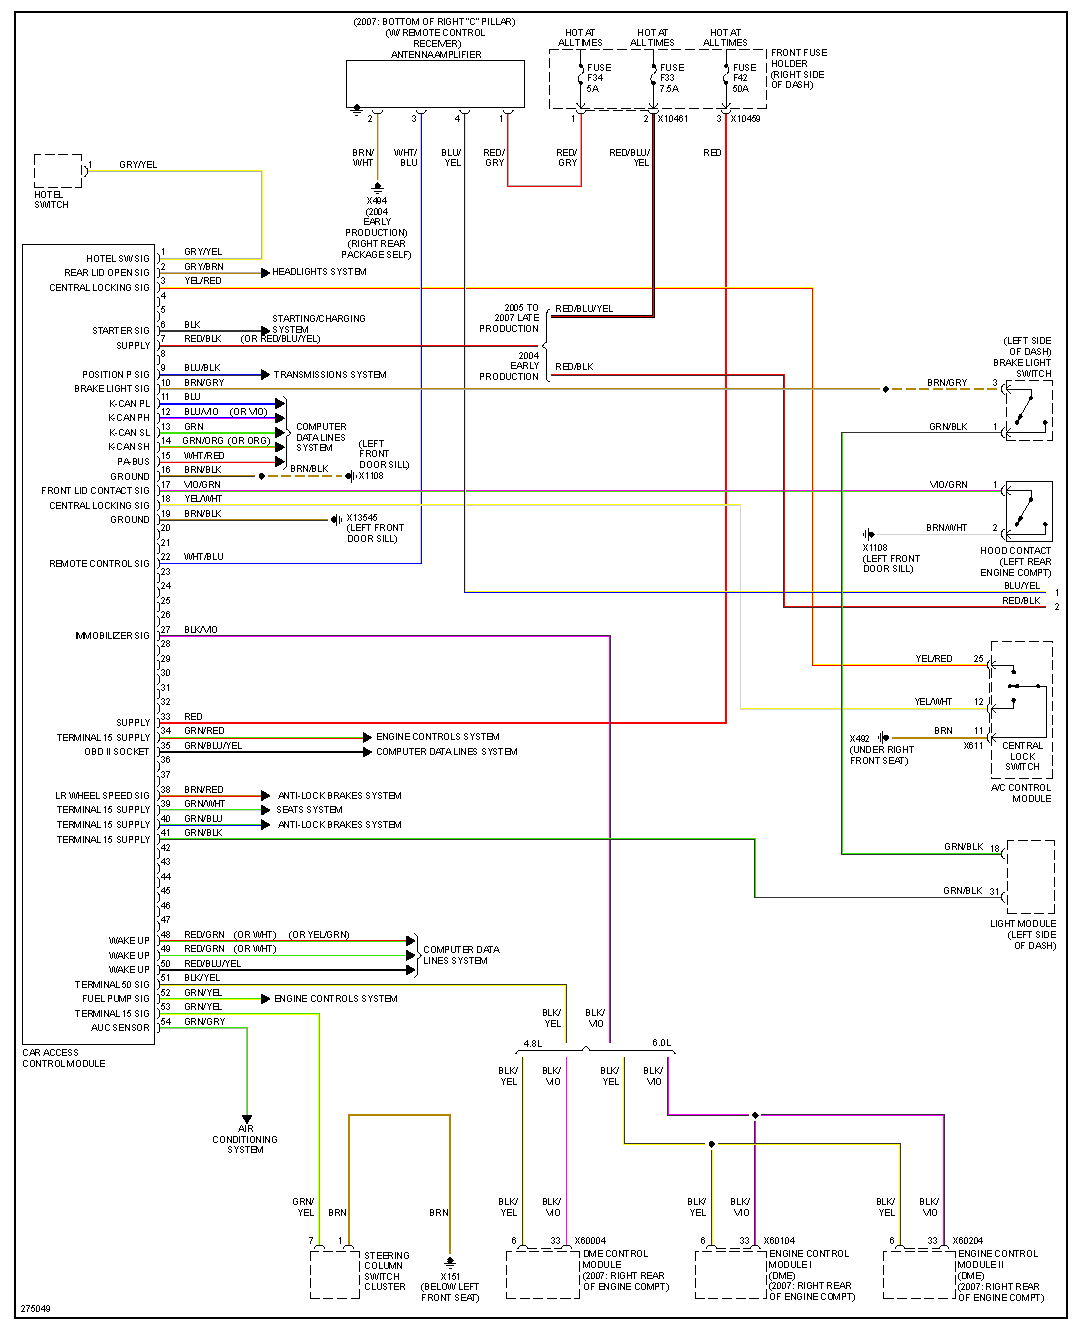 (2007: BOTTOM OF RIGHT "C" PILLAR)
(W/ REMOTE CONTROL
RECEIVER)
ANTENNA AMPLIFIER
2
3
4
1
BRN/
WHT
WHT/
BLU
BLU/
YEL
RED/
GRY
X494
(2004
EARLY
PRODUCTION)
(RIGHT REAR
PACKAGE SELF)
HOT AT
ALL TIMES
HOT AT
ALL TIMES
HOT AT
ALL TIMES
FUSE
F34
5A
FUSE
F33
7.5A
FUSE
F42
50A
FRONT FUSE
HOLDER
(RIGHT SIDE
OF DASH)
1
2
X10461
3
X10459
RED/
GRY
RED/BLU/
YEL
RED
1
GRY/YEL
HOTEL
SWITCH
HOTEL SW SIG 1 GRY/YEL
REAR LID OPEN SIG 2 GRY/BRN HEADLIGHTS SYSTEM
CENTRAL LOCKING SIG 3 YEL/RED
4
5
STARTER SIG 6 BLK STARTING/CHARGING
SYSTEM
SUPPLY 7 RED/BLK (OR RED/BLU/YEL)
8
POSITION P SIG 9 BLU/BLK TRANSMISSIONS SYSTEM
BRAKE LIGHT SIG 10 BRN/GRY
K-CAN PL 11 BLU
K-CAN PH 12 BLU/VIO (OR VIO)
K-CAN SL 13 GRN
K-CAN SH 14 GRN/ORG (OR ORG)
PA-BUS 15 WHT/RED
COMPUTER
DATA LINES
SYSTEM
GROUND 16 BRN/BLK BRN/BLK X1108
(LEFT
FRONT
DOOR SILL)
FRONT LID CONTACT SIG 17 VIO/GRN
CENTRAL LOCKING SIG 18 YEL/WHT
GROUND 19 BRN/BLK X13545
(LEFT FRONT
DOOR SILL)
20
21
REMOTE CONTROL SIG 22 WHT/BLU
23
24
25
26
IMMOBILIZER SIG 27 BLK/VIO
28
29
30
31
32
SUPPLY 33 RED
TERMINAL 15 SUPPLY 34 GRN/RED ENGINE CONTROLS SYSTEM
OBD II SOCKET 35 GRN/BLU/YEL COMPUTER DATA LINES SYSTEM
36
37
LR WHEEL SPEED SIG 38 BRN/RED ANTI-LOCK BRAKES SYSTEM
TERMINAL 15 SUPPLY 39 GRN/WHT SEATS SYSTEM
TERMINAL 15 SUPPLY 40 GRN/BLU ANTI-LOCK BRAKES SYSTEM
TERMINAL 15 SUPPLY 41 GRN/BLK
42
43
44
45
46
47
WAKE UP 48 RED/GRN (OR WHT) (OR YEL/GRN)
WAKE UP 49 RED/GRN (OR WHT)
WAKE UP 50 RED/BLU/YEL
COMPUTER DATA
LINES SYSTEM
TERMINAL 50 SIG 51 BLK/YEL
FUEL PUMP SIG 52 GRN/YEL ENGINE CONTROLS SYSTEM
TERMINAL 15 SIG 53 GRN/YEL
AUC SENSOR 54 GRN/GRY
CAR ACCESS
CONTROL MODULE
2005 TO
2007 LATE
PRODUCTION
RED/BLU/YEL
2004
EARLY
PRODUCTION
RED/BLK
(LEFT SIDE
OF DASH)
BRAKE LIGHT
SWITCH
BRN/GRY 3
GRN/BLK 1
VIO/GRN 1
BRN/WHT 2
X1108
(LEFT FRONT
DOOR SILL)
HOOD CONTACT
(LEFT REAR
ENGINE COMPT)
BLU/YEL 1
RED/BLK 2
YEL/RED 25
YEL/WHT 12
BRN 11
X492
(UNDER RIGHT
FRONT SEAT)
X611
CENTRAL
LOCK
SWITCH
A/C CONTROL
MODULE
GRN/BLK 18
GRN/BLK 31
LIGHT MODULE
(LEFT SIDE
OF DASH)
BLK/
YEL
BLK/
VIO
4.8L
6.0L
BLK/
YEL
BLK/
VIO
BLK/
YEL
BLK/
VIO
AIR
CONDITIONING
SYSTEM
GRN/
YEL
BRN
BRN
7
1
STEERING
COLUMN
SWITCH
CLUSTER
X151
(BELOW LEFT
FRONT SEAT)
BLK/
YEL
BLK/
VIO
6
33
X60004
DME CONTROL
MODULE
(2007: RIGHT REAR
OF ENGINE COMPT)
BLK/
YEL
BLK/
VIO
6
33
X60104
ENGINE CONTROL
MODULE I
(DME)
(2007: RIGHT REAR
OF ENGINE COMPT)
BLK/
YEL
BLK/
VIO
6
33
X60204
ENGINE CONTROL
MODULE II
(DME)
(2007: RIGHT REAR
OF ENGINE COMPT)
275049